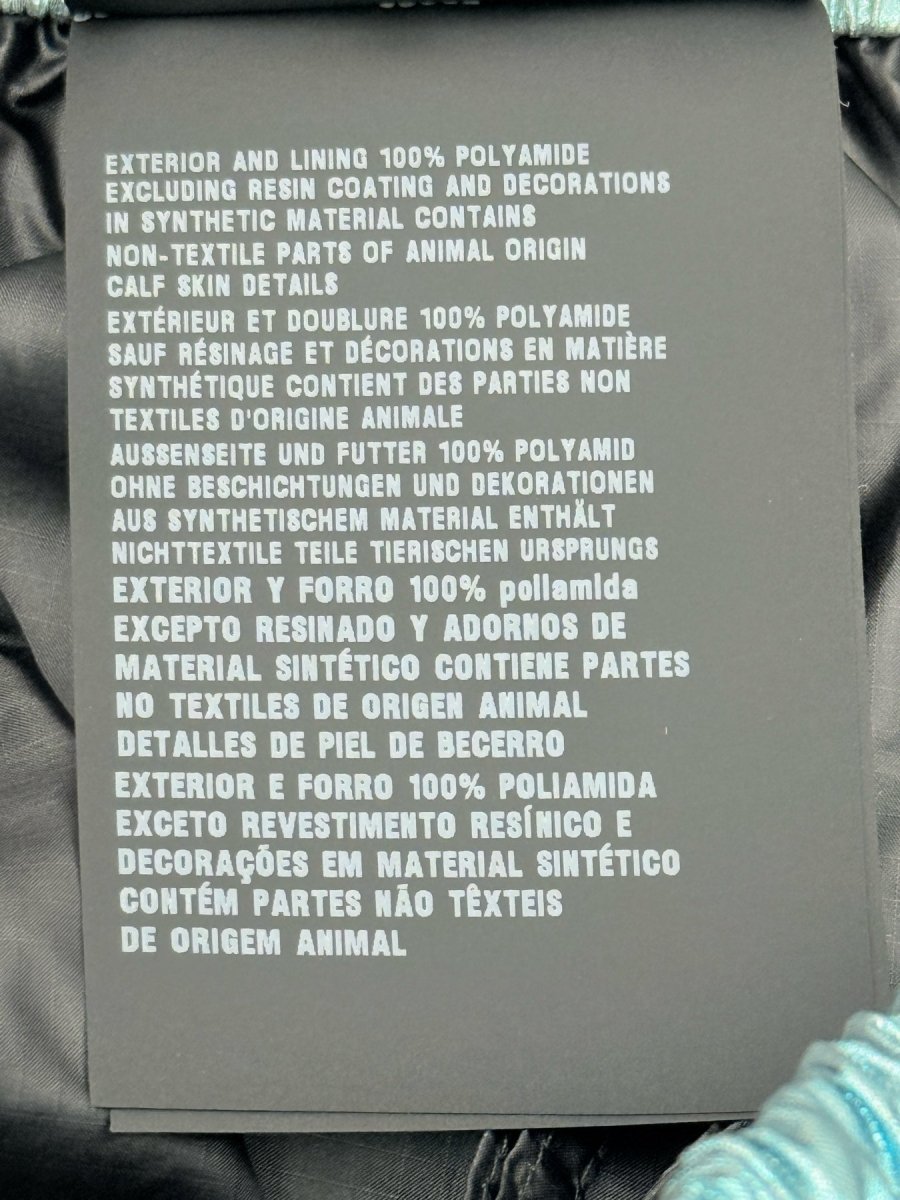 EXTERIOR AND LINING 100% POLYAMIDE
EXCLUDING RESIN COATING AND DECORATIONS
IN SYNTHETIC MATERIAL CONTAINS
NON-TEXTILE PARTS OF ANIMAL ORIGIN
CALF SKIN DETAILS
EXTÉRIEUR ET DOUBLURE 100% POLYAMIDE
SAUF RÉSINAGE ET DÉCORATIONS EN MATIÈRE
SYNTHÉTIQUE CONTIENT DES PARTIES NON
TEXTILES D'ORIGINE ANIMALE
AUSSENSEITE UND FUTTER 100% POLYAMID
OHNE BESCHICHTUNGEN UND DEKORATIONEN
AUS SYNTHETISCHEM MATERIAL ENTHÄLT
NICHTTEXTILE TEILE TIERISCHEN URSPRUNGS
EXTERIOR Y FORRO 100% poliamida
EXCEPTO RESINADO Y ADORNOS DE
MATERIAL SINTÉTICO CONTIENE PARTES
NO TEXTILES DE ORIGEN ANIMAL
DETALLES DE PIEL DE BECERRO
EXTERIOR E FORRO 100% POLIAMIDA
EXCETO REVESTIMENTO RESÍNICO E
DECORAÇÕES EM MATERIAL SINTÉTICO
CONTÉM PARTES NÃO TÊXTEIS
DE ORIGEM ANIMAL